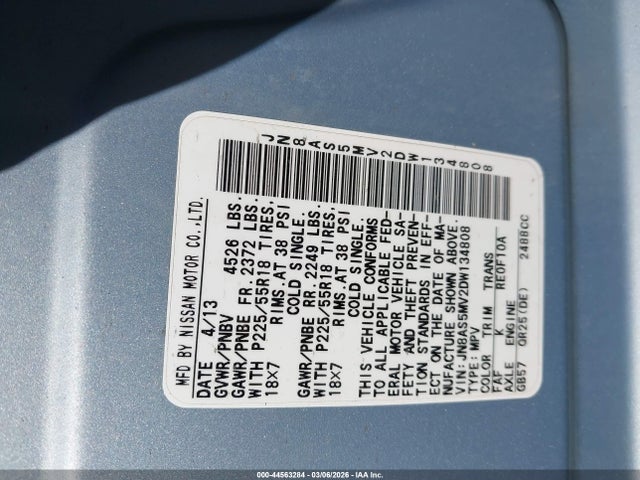 JN8AS5MV2DW134808
MFD BY NISSAN MOTOR CO.,LTD.
DATE 4/13
GVWR/PNBV 4526 LBS.
GAWR/PNBE FR. 2372 LBS.
WITH P225/55R18 TIRES,
18X7 RIMS.AT 38 PSI
COLD SINGLE.
GAWR/PNBE RR. 2249 LBS.
WITH P225/55R18 TIRES,
18X7 RIMS.AT 38 PSI
COLD SINGLE.
THIS VEHICLE CONFORMS
TO ALL APPLICABLE FED-
ERAL MOTOR VEHICLE SA-
FETY AND THEFT PREVEN-
TION STANDARDS IN EFF-
ECT ON THE DATE OF MA-
NUFACTURE SHOWN ABOVE.
VIN:JN8AS5MV2DW134808
TYPE:MPV
COLOR TRIM TRANS
FAF K RE0F10A
AXLE ENGINE
GB57 QR25(DE) 2488CC
000-44563284 | 03/06/2026 | IAA Inc.